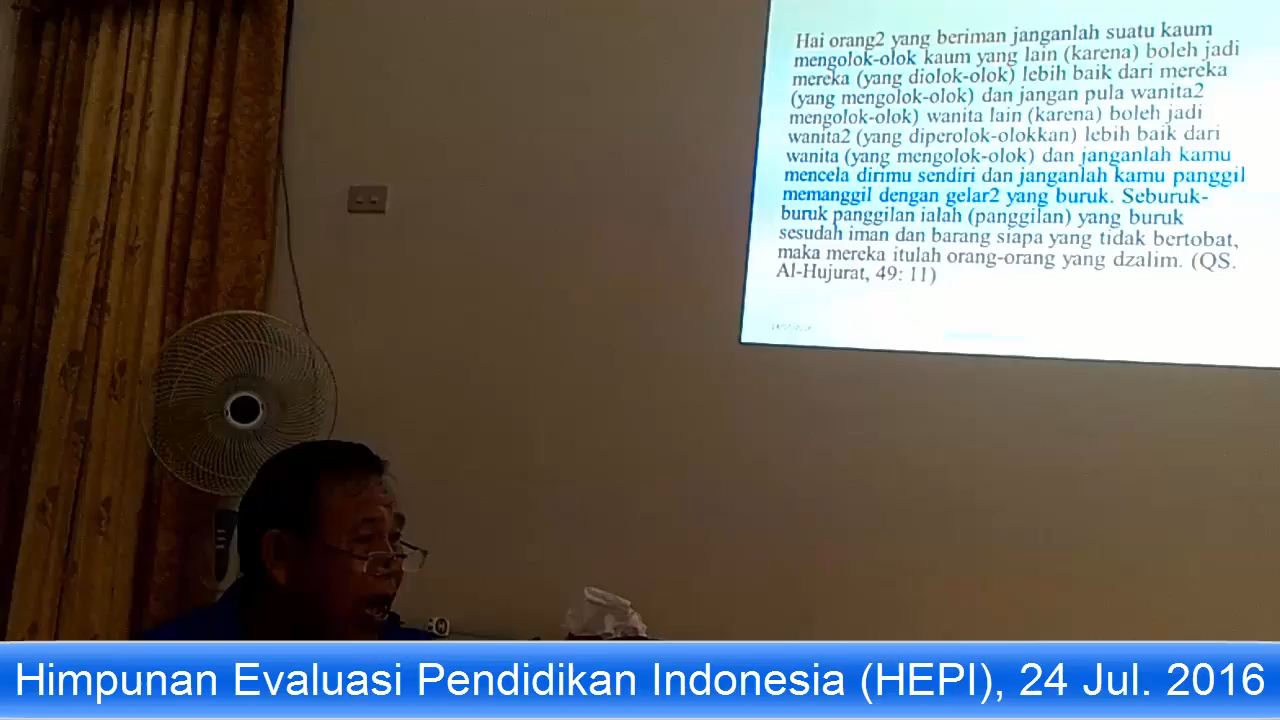 Hai orang2 yang beriman janganlah suatu kaum
mengolok-olok kaum yang lain (karena) boleh jadi
mereka (yang diolok-olok) lebih baik dari mereka
(yang mengolok-olok) dan jangan pula wanita2
mengolok-olok) wanita lain (karena) boleh jadi
wanita2 (yang diperolok-olokkan) lebih baik dari
wanita (yang mengolok-olok) dan janganlah kamu
mencela dirimu sendiri dan janganlah kamu panggil
memanggil dengan gelar2 yang buruk. Seburuk-
buruk panggilan ialah (panggilan) yang buruk
sesudah iman dan barang siapa yang tidak bertobat,
maka mereka itulah orang-orang yang dzalim. (QS.
Al-Hujurat, 49: 11)
Himpunan Evaluasi Pendidikan Indonesia (HEPI), 24 Jul. 2016